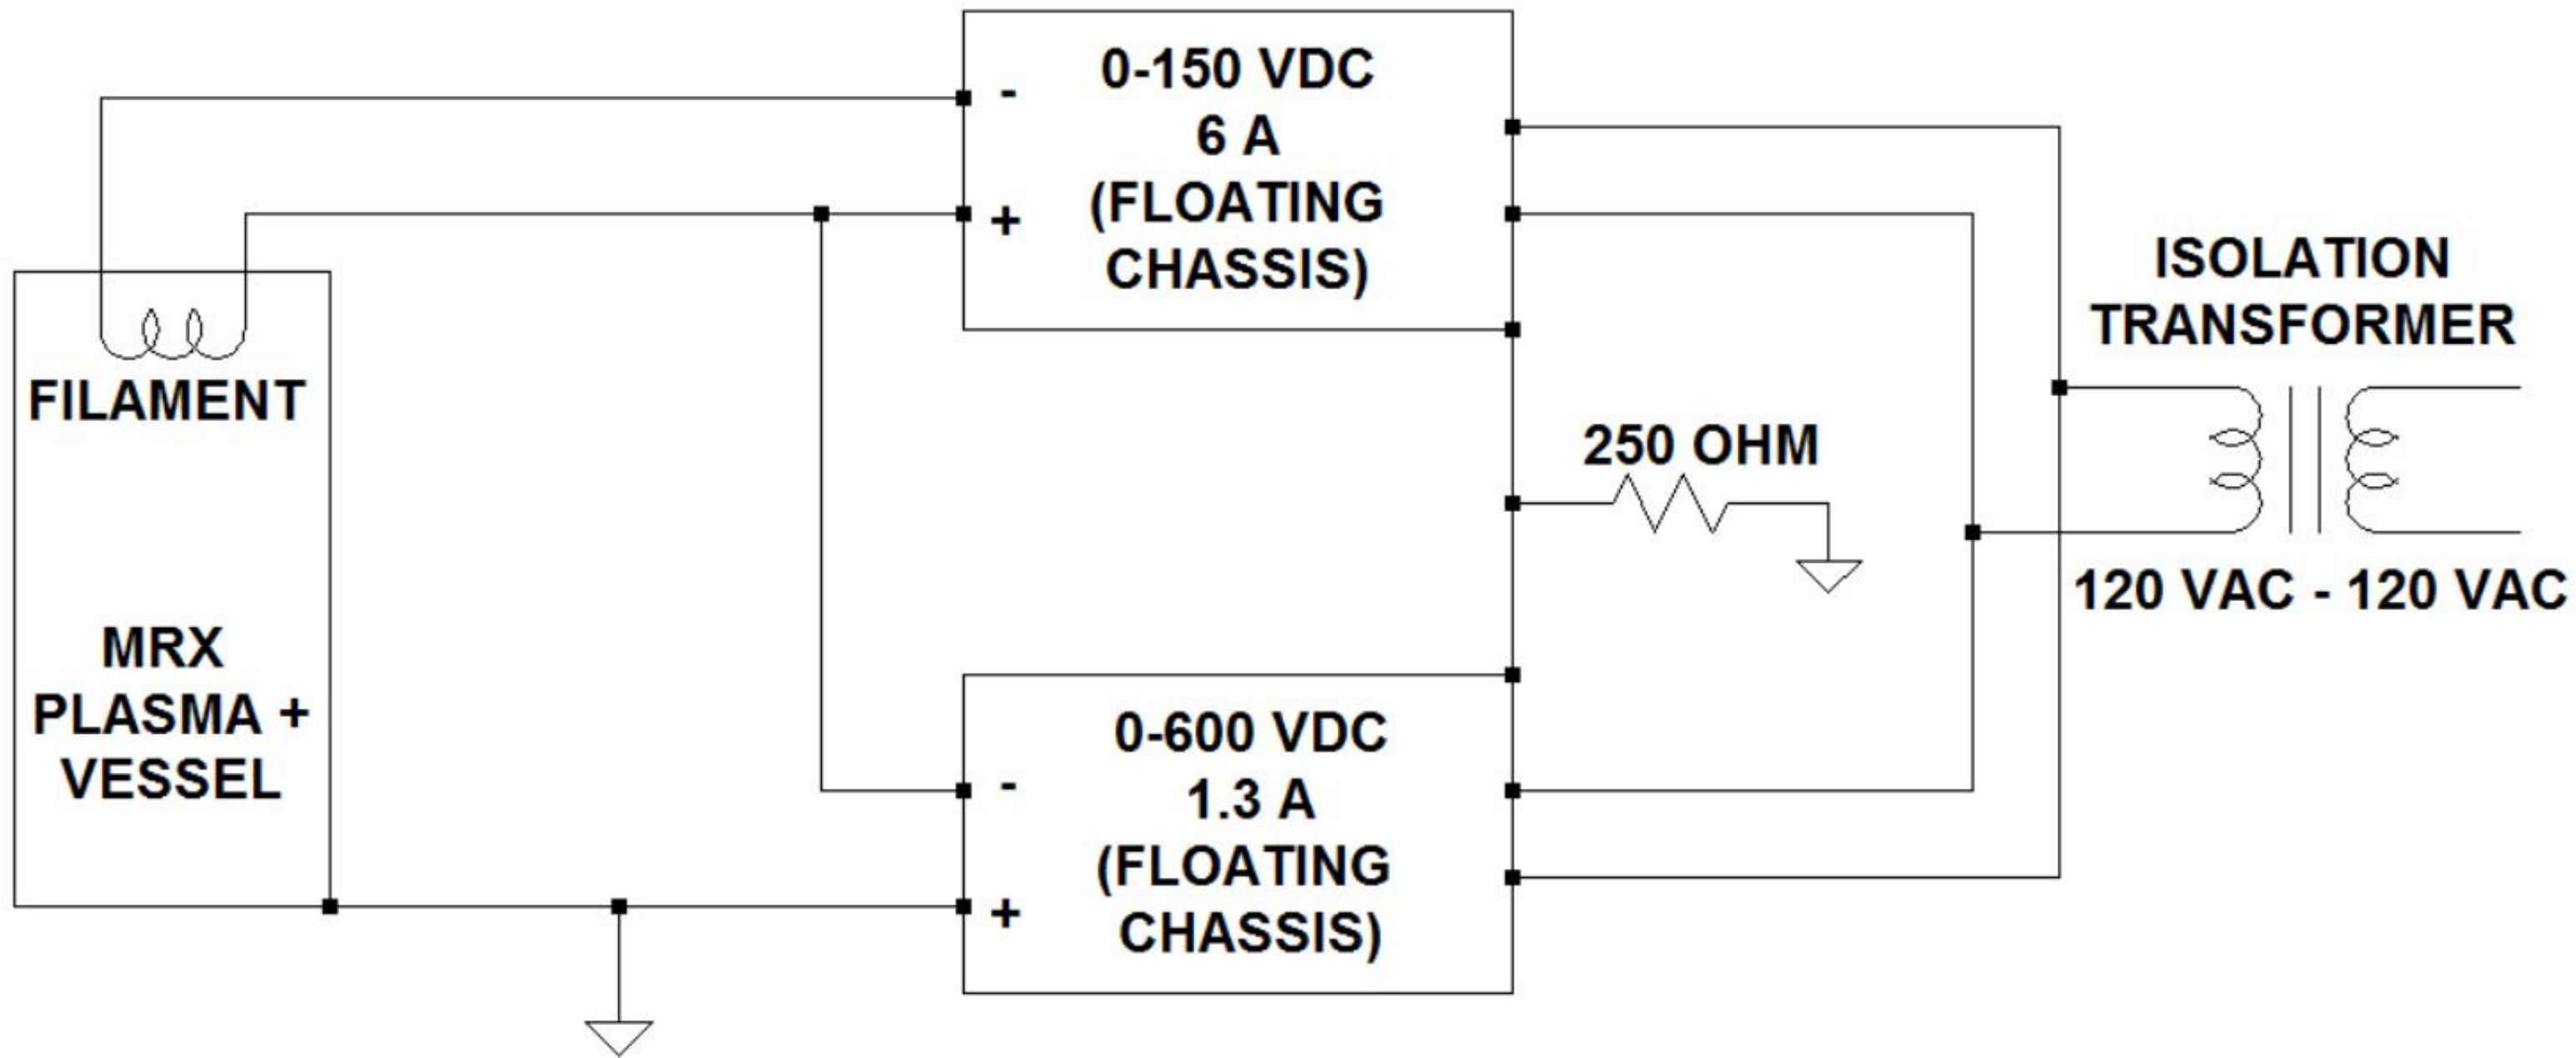 -
+
0-150 VDC
6 A
(FLOATING
CHASSIS)
ISOLATION
TRANSFORMER
FILAMENT
250 OHM
120 VAC - 120 VAC
MRX
PLASMA +
VESSEL
-
+
0-600 VDC
1.3 A
(FLOATING
CHASSIS)